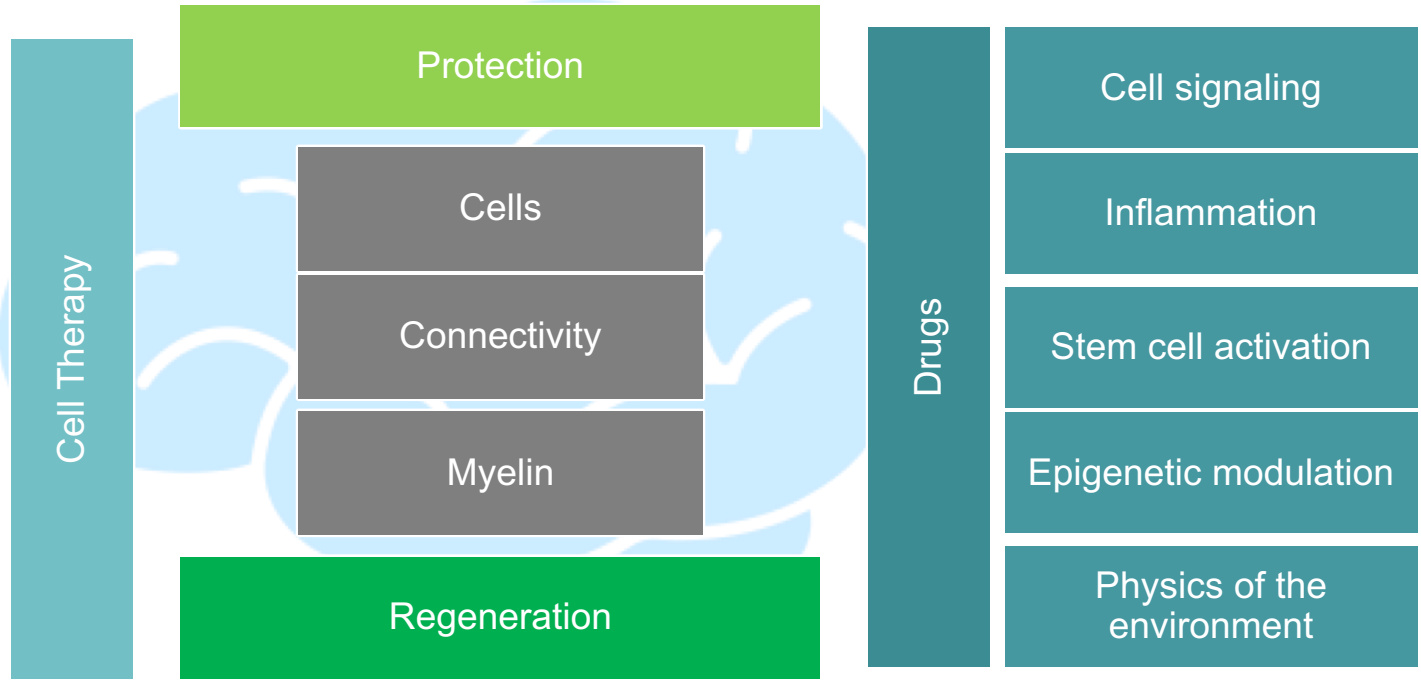 Cell Therapy
Protection
Cells
Connectivity
Myelin
Regeneration
Drugs
Cell signaling
Inflammation
Stem cell activation
Epigenetic modulation
Physics of the
environment